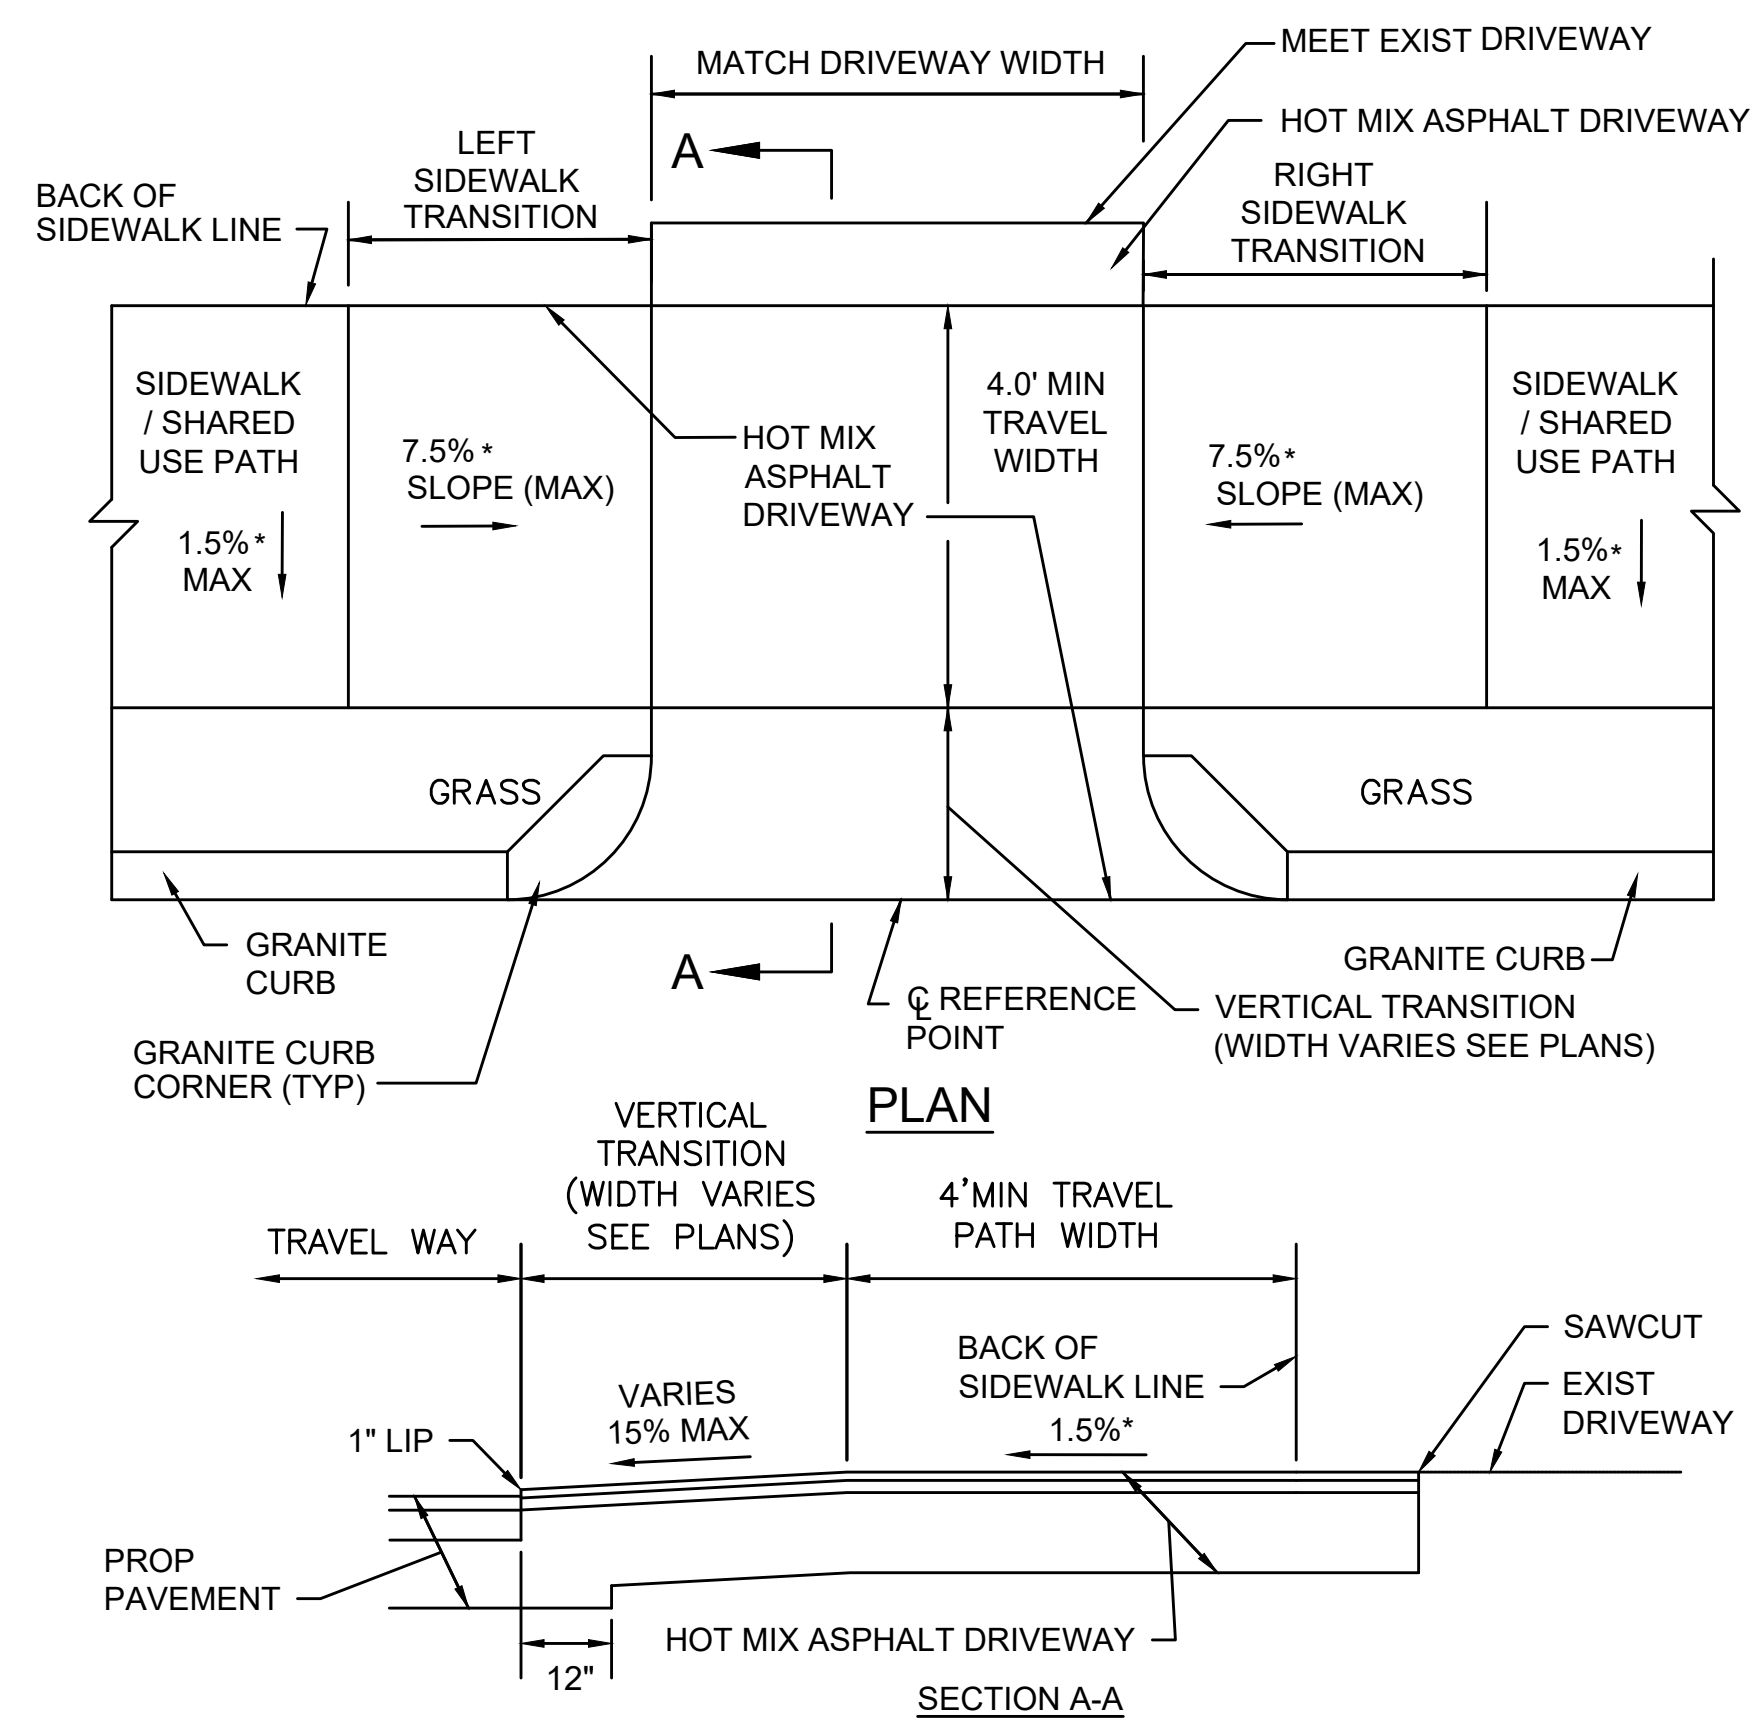 MATCH DRIVEWAY WIDTH
MEET EXIST DRIVEWAY
HOT MIX ASPHALT DRIVEWAY
A
LEFT
SIDEWALK
TRANSITION
RIGHT
SIDEWALK
TRANSITION
BACK OF
SIDEWALK LINE
SIDEWALK
/ SHARED
USE PATH
1.5%*
MAX
7.5%*
SLOPE (MAX)
HOT MIX
ASPHALT
DRIVEWAY
4.0' MIN
TRAVEL
WIDTH
7.5%*
SLOPE (MAX)
SIDEWALK
/ SHARED
USE PATH
1.5%*
MAX
GRASS
GRASS
GRANITE
CURB
A
GRANITE CURB
℄ REFERENCE
POINT
VERTICAL TRANSITION
(WIDTH VARIES SEE PLANS)
GRANITE CURB
CORNER (TYP)
PLAN
VERTICAL
TRANSITION
(WIDTH VARIES
SEE PLANS)
4'MIN TRAVEL
PATH WIDTH
TRAVEL WAY
BACK OF
SIDEWALK LINE
SAWCUT
EXIST
DRIVEWAY
VARIES
15% MAX
1.5%*
1" LIP
PROP
PAVEMENT
HOT MIX ASPHALT DRIVEWAY
12"
SECTION A-A